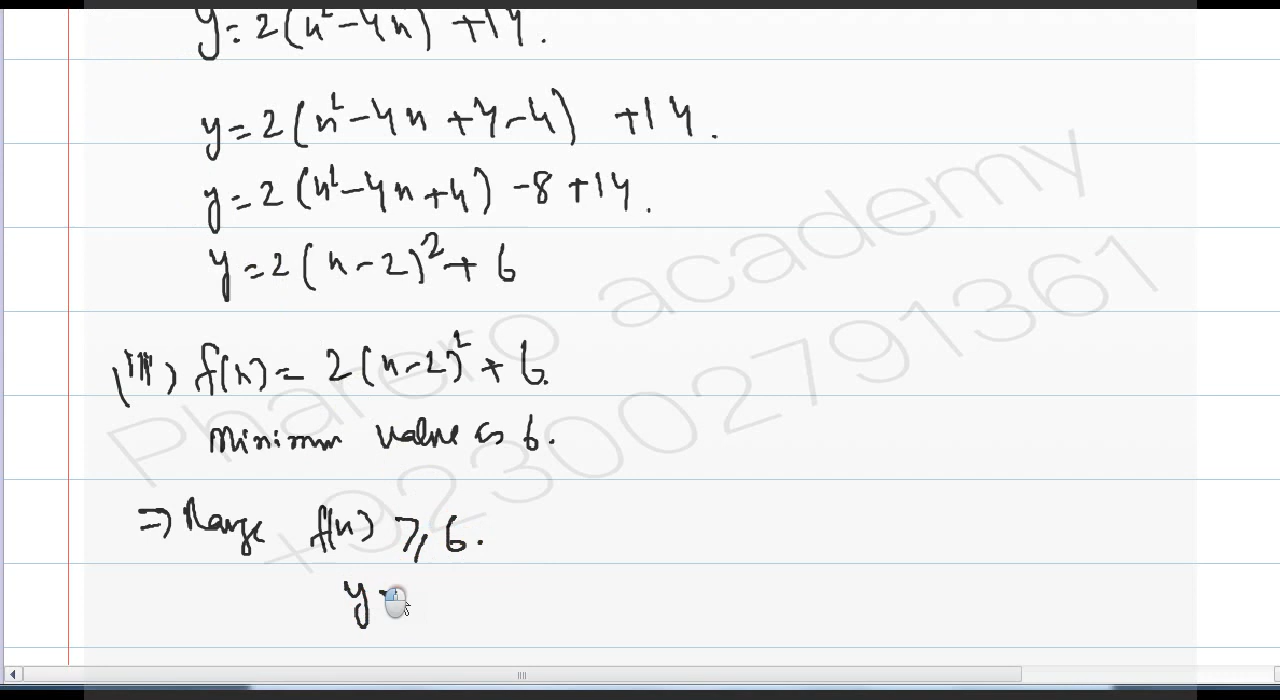 y = 2(x² - 4x) + 14.
y = 2(x² - 4x + 4 - 4) + 14.
y = 2(x² - 4x + 4) - 8 + 14.
y = 2(x - 2)² + 6
(iii) f(x) = 2(x - 2)² + 6.
Minimum value is 6.
⇒ Range f(x) ≥ 6.
y
Pharero academy
+923002791361